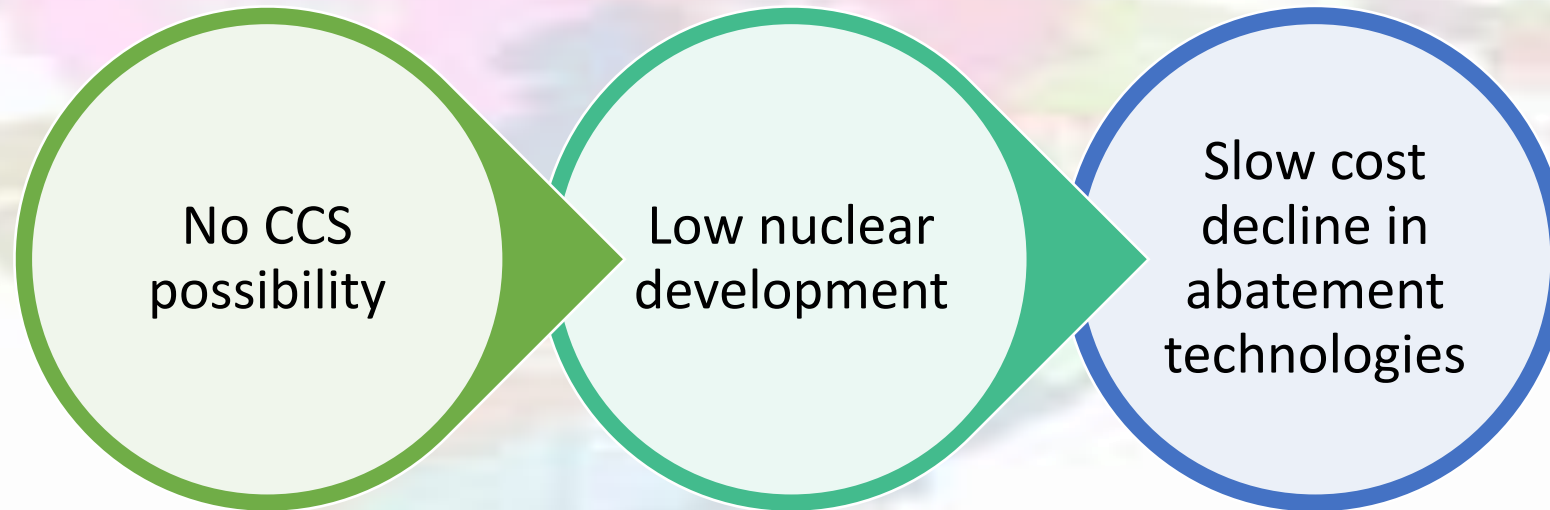 No CCS
possibility
Low nuclear
development
Slow cost
decline in
abatement
technologies